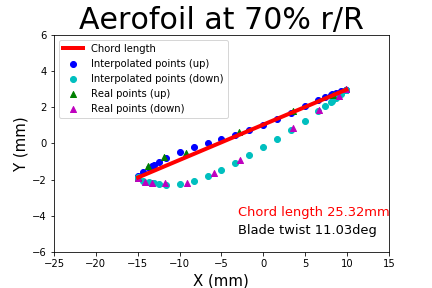 Aerofoil at 70% r/R
Chord length
Interpolated points (up)
Interpolated points (down)
Real points (up)
Real points (down)
Y (mm)
6
4
2
0
−2
−4
−6
Chord length 25.32mm
Blade twist 11.03deg
−25 −20 −15 −10 −5 0 5 10 15
X (mm)